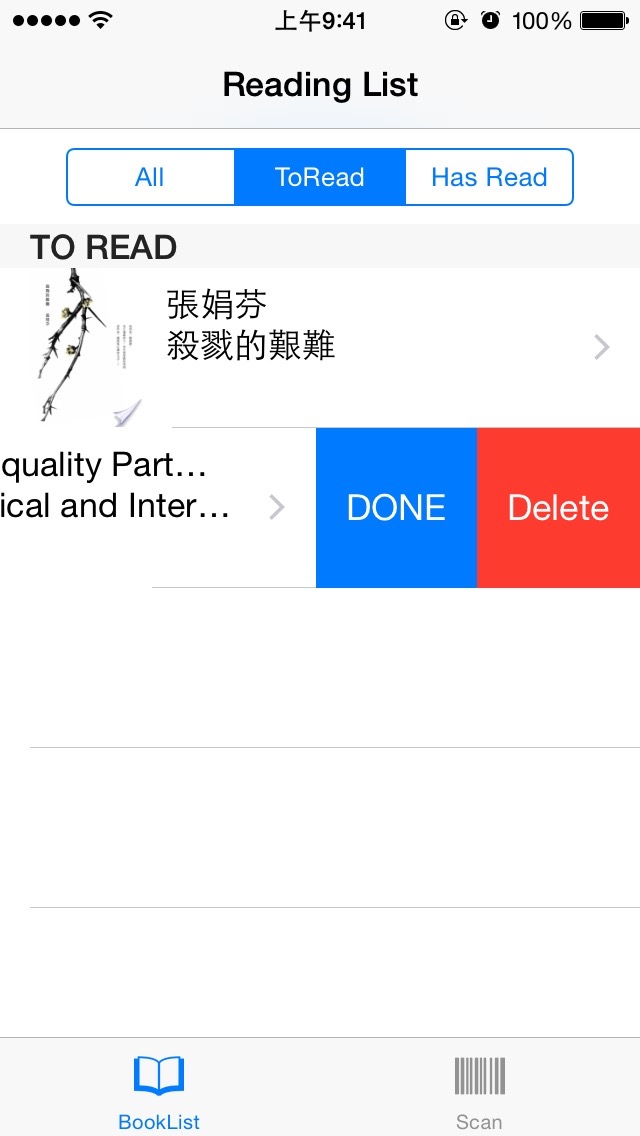 上午9:41
100%
Reading List
All
ToRead
Has Read
TO READ
張娟芬
殺戮的艱難
quality Part…
ical and Inter…
DONE
Delete
BookList
Scan